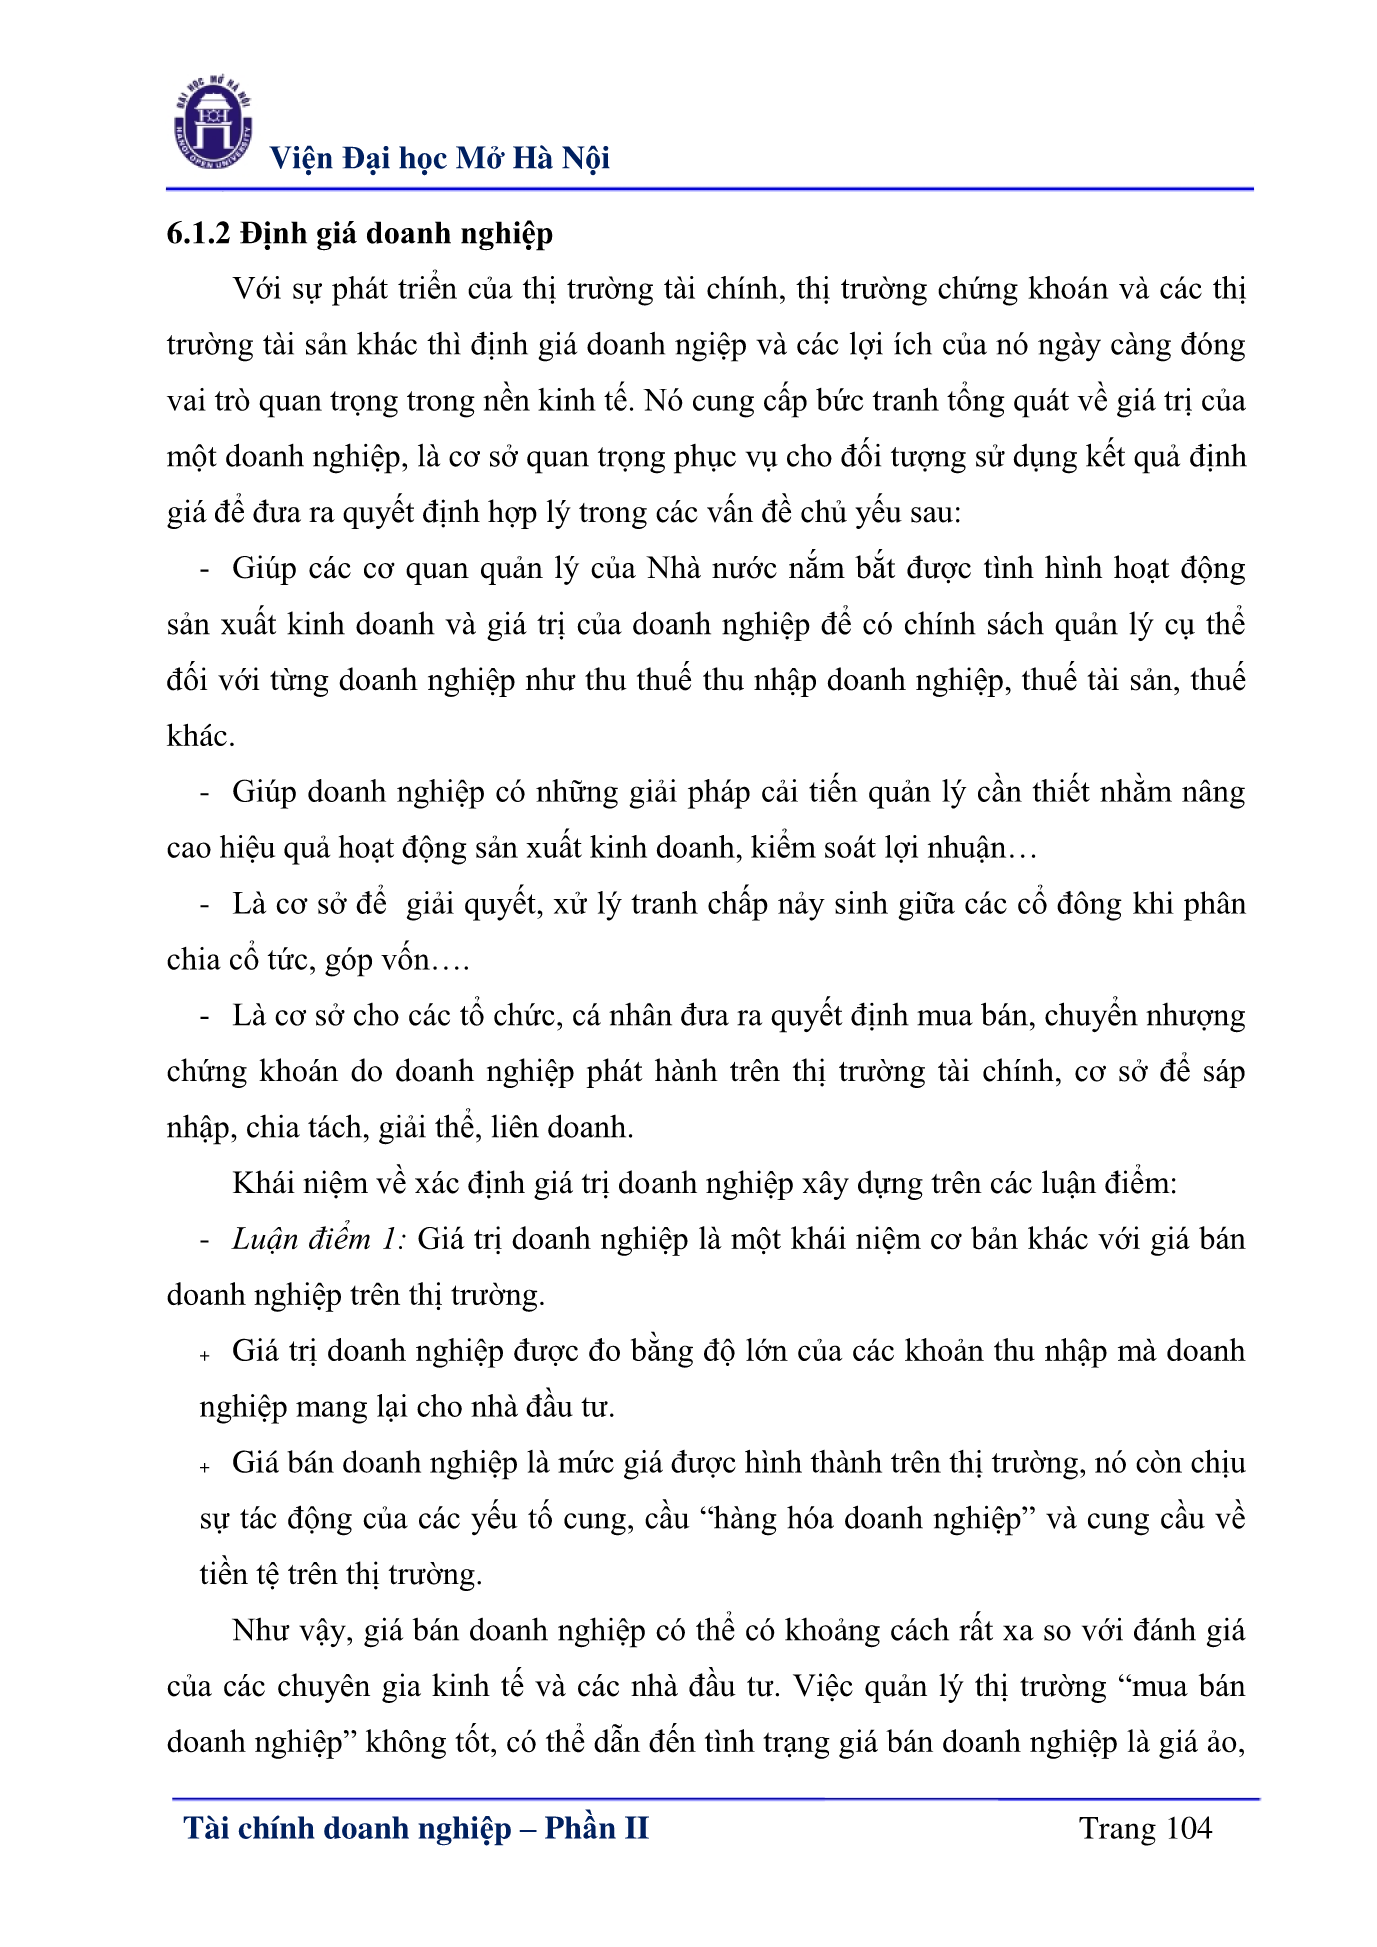 ĐẠI HỌC MỞ HÀ NỘI
HANOI OPEN UNIVERSITY
Viện Đại học Mở Hà Nội
6.1.2 Định giá doanh nghiệp
Với sự phát triển của thị trường tài chính, thị trường chứng khoán và các thị
trường tài sản khác thì định giá doanh ngiệp và các lợi ích của nó ngày càng đóng
vai trò quan trọng trong nền kinh tế. Nó cung cấp bức tranh tổng quát về giá trị của
một doanh nghiệp, là cơ sở quan trọng phục vụ cho đối tượng sử dụng kết quả định
giá để đưa ra quyết định hợp lý trong các vấn đề chủ yếu sau:
- Giúp các cơ quan quản lý của Nhà nước nắm bắt được tình hình hoạt động
sản xuất kinh doanh và giá trị của doanh nghiệp để có chính sách quản lý cụ thể
đối với từng doanh nghiệp như thu thuế thu nhập doanh nghiệp, thuế tài sản, thuế
khác.
- Giúp doanh nghiệp có những giải pháp cải tiến quản lý cần thiết nhằm nâng
cao hiệu quả hoạt động sản xuất kinh doanh, kiểm soát lợi nhuận…
- Là cơ sở để  giải quyết, xử lý tranh chấp nảy sinh giữa các cổ đông khi phân
chia cổ tức, góp vốn….
- Là cơ sở cho các tổ chức, cá nhân đưa ra quyết định mua bán, chuyển nhượng
chứng khoán do doanh nghiệp phát hành trên thị trường tài chính, cơ sở để sáp
nhập, chia tách, giải thể, liên doanh.
Khái niệm về xác định giá trị doanh nghiệp xây dựng trên các luận điểm:
- Luận điểm 1: Giá trị doanh nghiệp là một khái niệm cơ bản khác với giá bán
doanh nghiệp trên thị trường.
+ Giá trị doanh nghiệp được đo bằng độ lớn của các khoản thu nhập mà doanh
nghiệp mang lại cho nhà đầu tư.
+ Giá bán doanh nghiệp là mức giá được hình thành trên thị trường, nó còn chịu
sự tác động của các yếu tố cung, cầu “hàng hóa doanh nghiệp” và cung cầu về
tiền tệ trên thị trường.
Như vậy, giá bán doanh nghiệp có thể có khoảng cách rất xa so với đánh giá
của các chuyên gia kinh tế và các nhà đầu tư. Việc quản lý thị trường “mua bán
doanh nghiệp” không tốt, có thể dẫn đến tình trạng giá bán doanh nghiệp là giá ảo,
Tài chính doanh nghiệp – Phần II
Trang 104